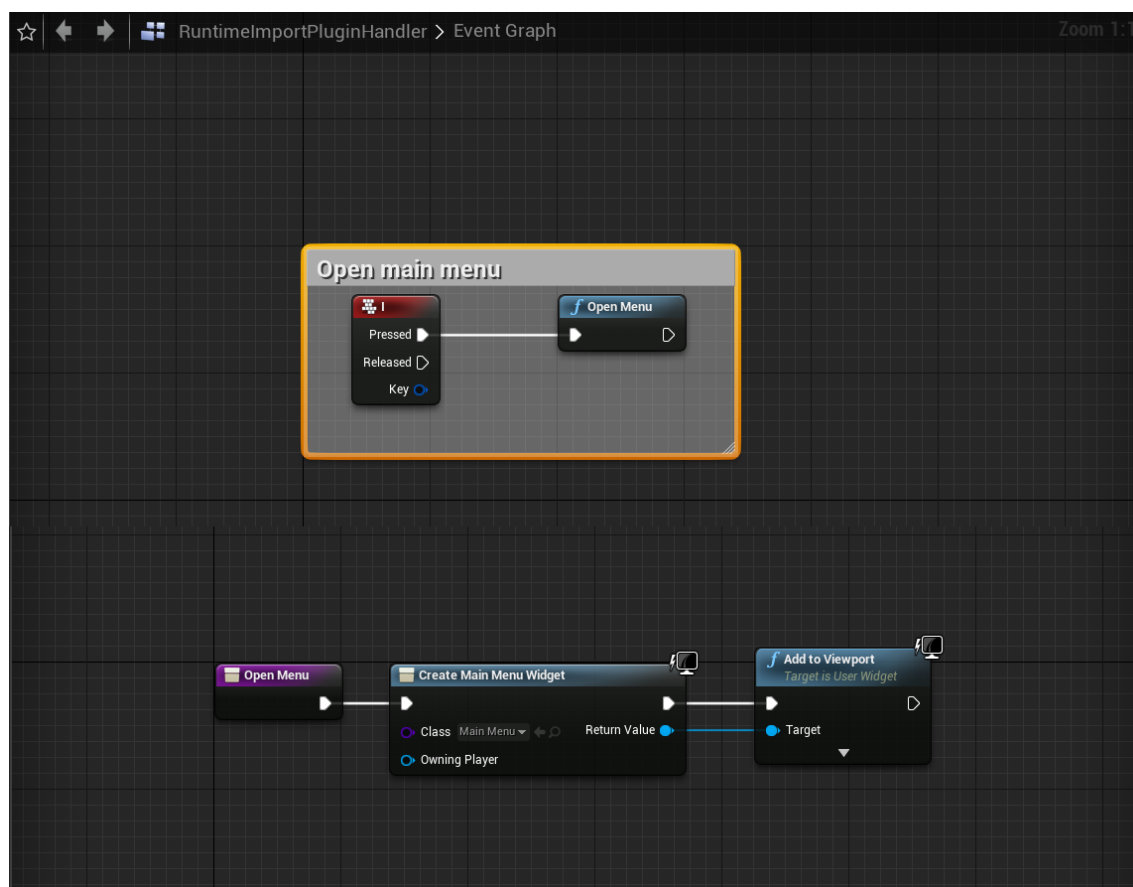 RuntimeImportPluginHandler > Event Graph
Zoom 1:1
Open main menu
I
Open Menu
Pressed
Released
Key
Open Menu
Create Main Menu Widget
Add to Viewport
Target is User Widget
Class Main Menu
Return Value
Target
Owning Player